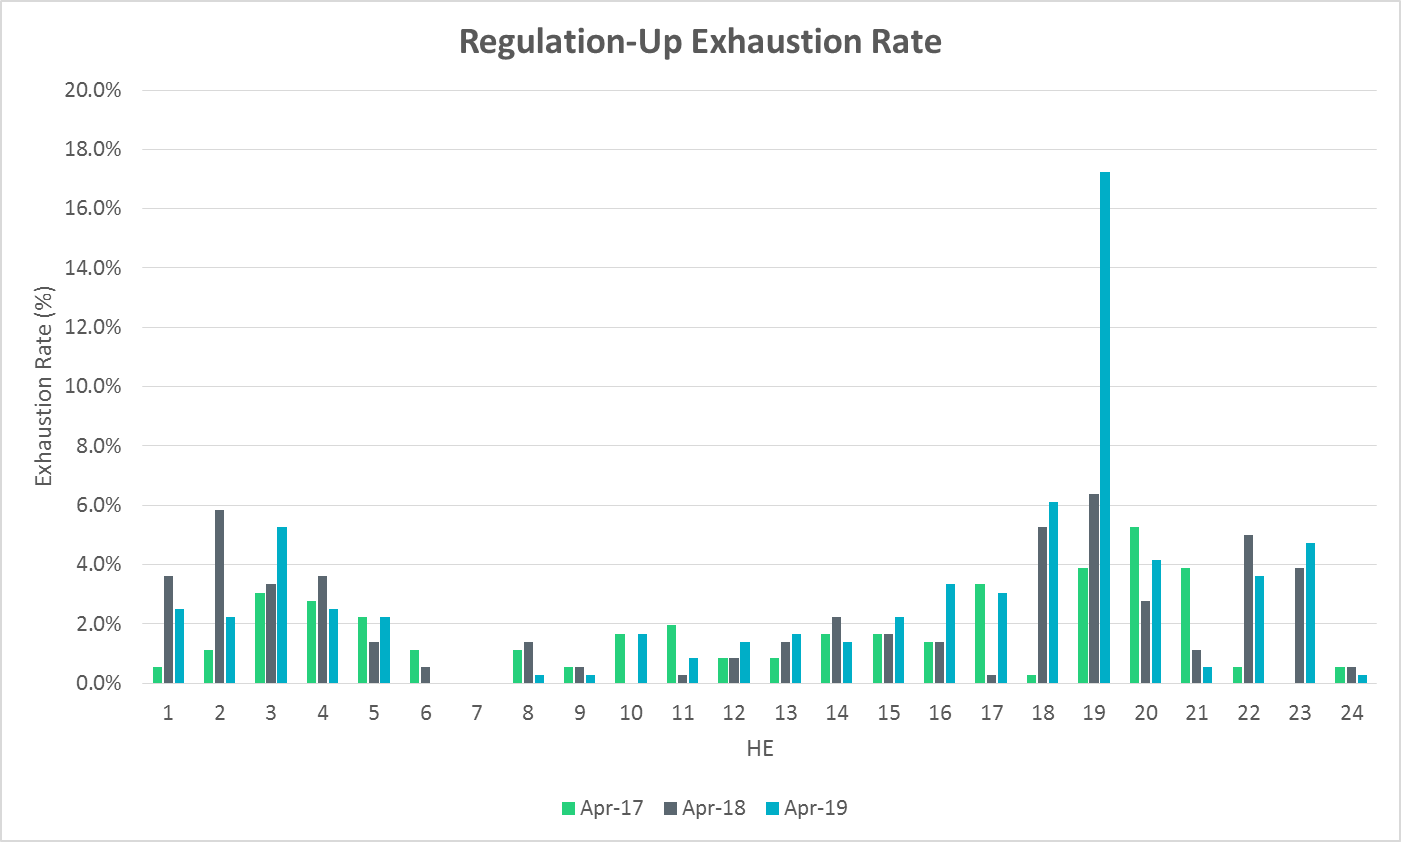 Regulation-Up Exhaustion Rate
20.0%
18.0%
16.0%
14.0%
12.0%
10.0%
8.0%
6.0%
4.0%
2.0%
0.0%
Exhaustion Rate (%)
1 2 3 4 5 6 7 8 9 10 11 12 13 14 15 16 17 18 19 20 21 22 23 24
HE
Apr-17 Apr-18 Apr-19